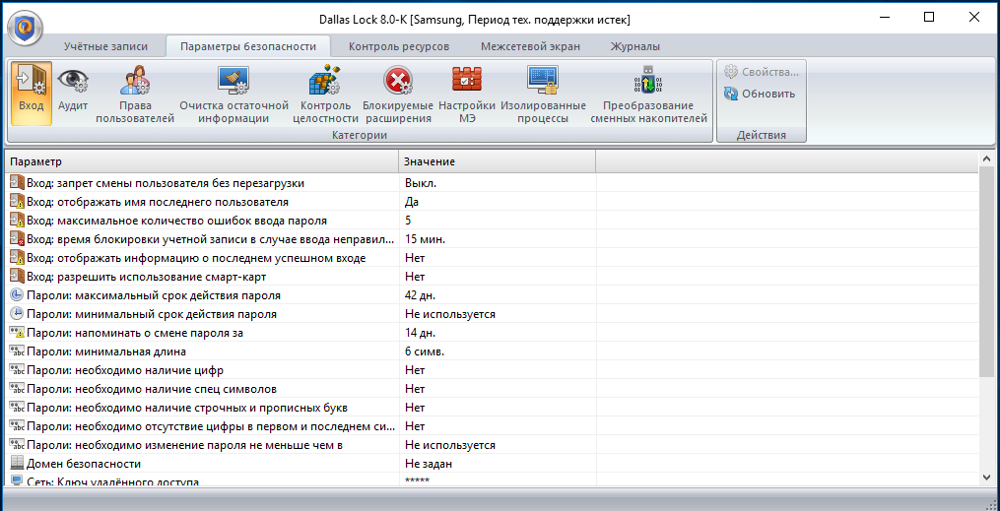 Dallas Lock 8.0-K [Samsung, Период тех. поддержки истек]
Учётные записи Параметры безопасности Контроль ресурсов Межсетевой экран Журналы
Вход
Аудит
Права пользователей
Очистка остаточной информации
Контроль целостности
Блокируемые расширения
Настройки МЭ
Изолированные процессы
Преобразование сменных накопителей
Категории
Свойства...
Обновить
Действия
Параметр Значение
Вход: запрет смены пользователя без перезагрузки Выкл.
Вход: отображать имя последнего пользователя Да
Вход: максимальное количество ошибок ввода пароля 5
Вход: время блокировки учетной записи в случае ввода неправил... 15 мин.
Вход: отображать информацию о последнем успешном входе Нет
Вход: разрешить использование смарт-карт Нет
Пароли: максимальный срок действия пароля 42 дн.
Пароли: минимальный срок действия пароля Не используется
Пароли: напоминать о смене пароля за 14 дн.
Пароли: минимальная длина 6 симв.
Пароли: необходимо наличие цифр Нет
Пароли: необходимо наличие спец символов Нет
Пароли: необходимо наличие строчных и прописных букв Нет
Пароли: необходимо отсутствие цифры в первом и последнем си... Нет
Пароли: необходимо изменение пароля не меньше чем в Не используется
Домен безопасности Не задан
Сеть: Ключ удалённого доступа *****